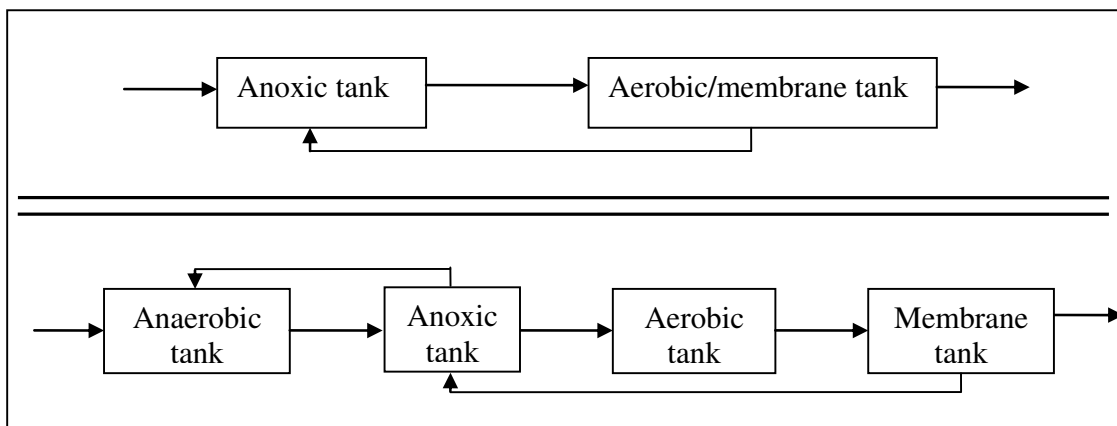 Anoxic tank
Aerobic/membrane tank
Anaerobic
tank
Anoxic
tank
Aerobic
tank
Membrane
tank